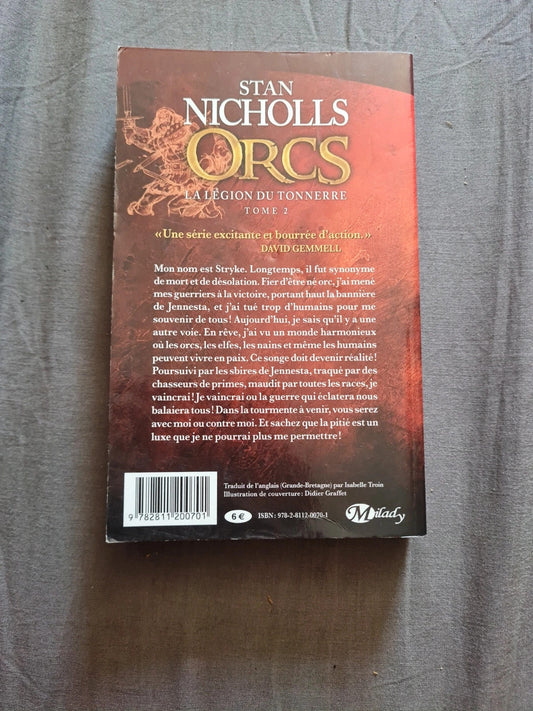 STAN
NICHOLLS
ORCS
LA LÉGION DU TONNERRE
TOME 2
« Une série excitante et bourrée d'action. »
DAVID GEMMELL
Mon nom est Stryke. Longtemps, il fut synonyme
de mort et de désolation. Fier d'être né orc, j'ai mené
mes guerriers à la victoire, portant haut la bannière
de Jennesta, et j'ai tué trop d'humains pour me
souvenir de tous ! Aujourd'hui, je sais qu'il y a une
autre voie. En rêve, j'ai vu un monde harmonieux
où les orcs, les elfes, les nains et même les humains
peuvent vivre en paix. Ce songe doit devenir réalité !
Poursuivi par les sbires de Jennesta, traqué par des
chasseurs de primes, maudit par toutes les races, je
vaincrai ! Je vaincrai ou la guerre qui éclatera nous
balaiera tous ! Dans la tourmente à venir, vous serez
avec moi ou contre moi. Et sachez que la pitié est un
luxe que je ne pourrai plus me permettre !
Traduit de l'anglais (Grande-Bretagne) par Isabelle Troin
Illustration de couverture : Didier Graffet
9 782811 200701
6 €
ISBN : 978-2-8112-0070-1
Milady